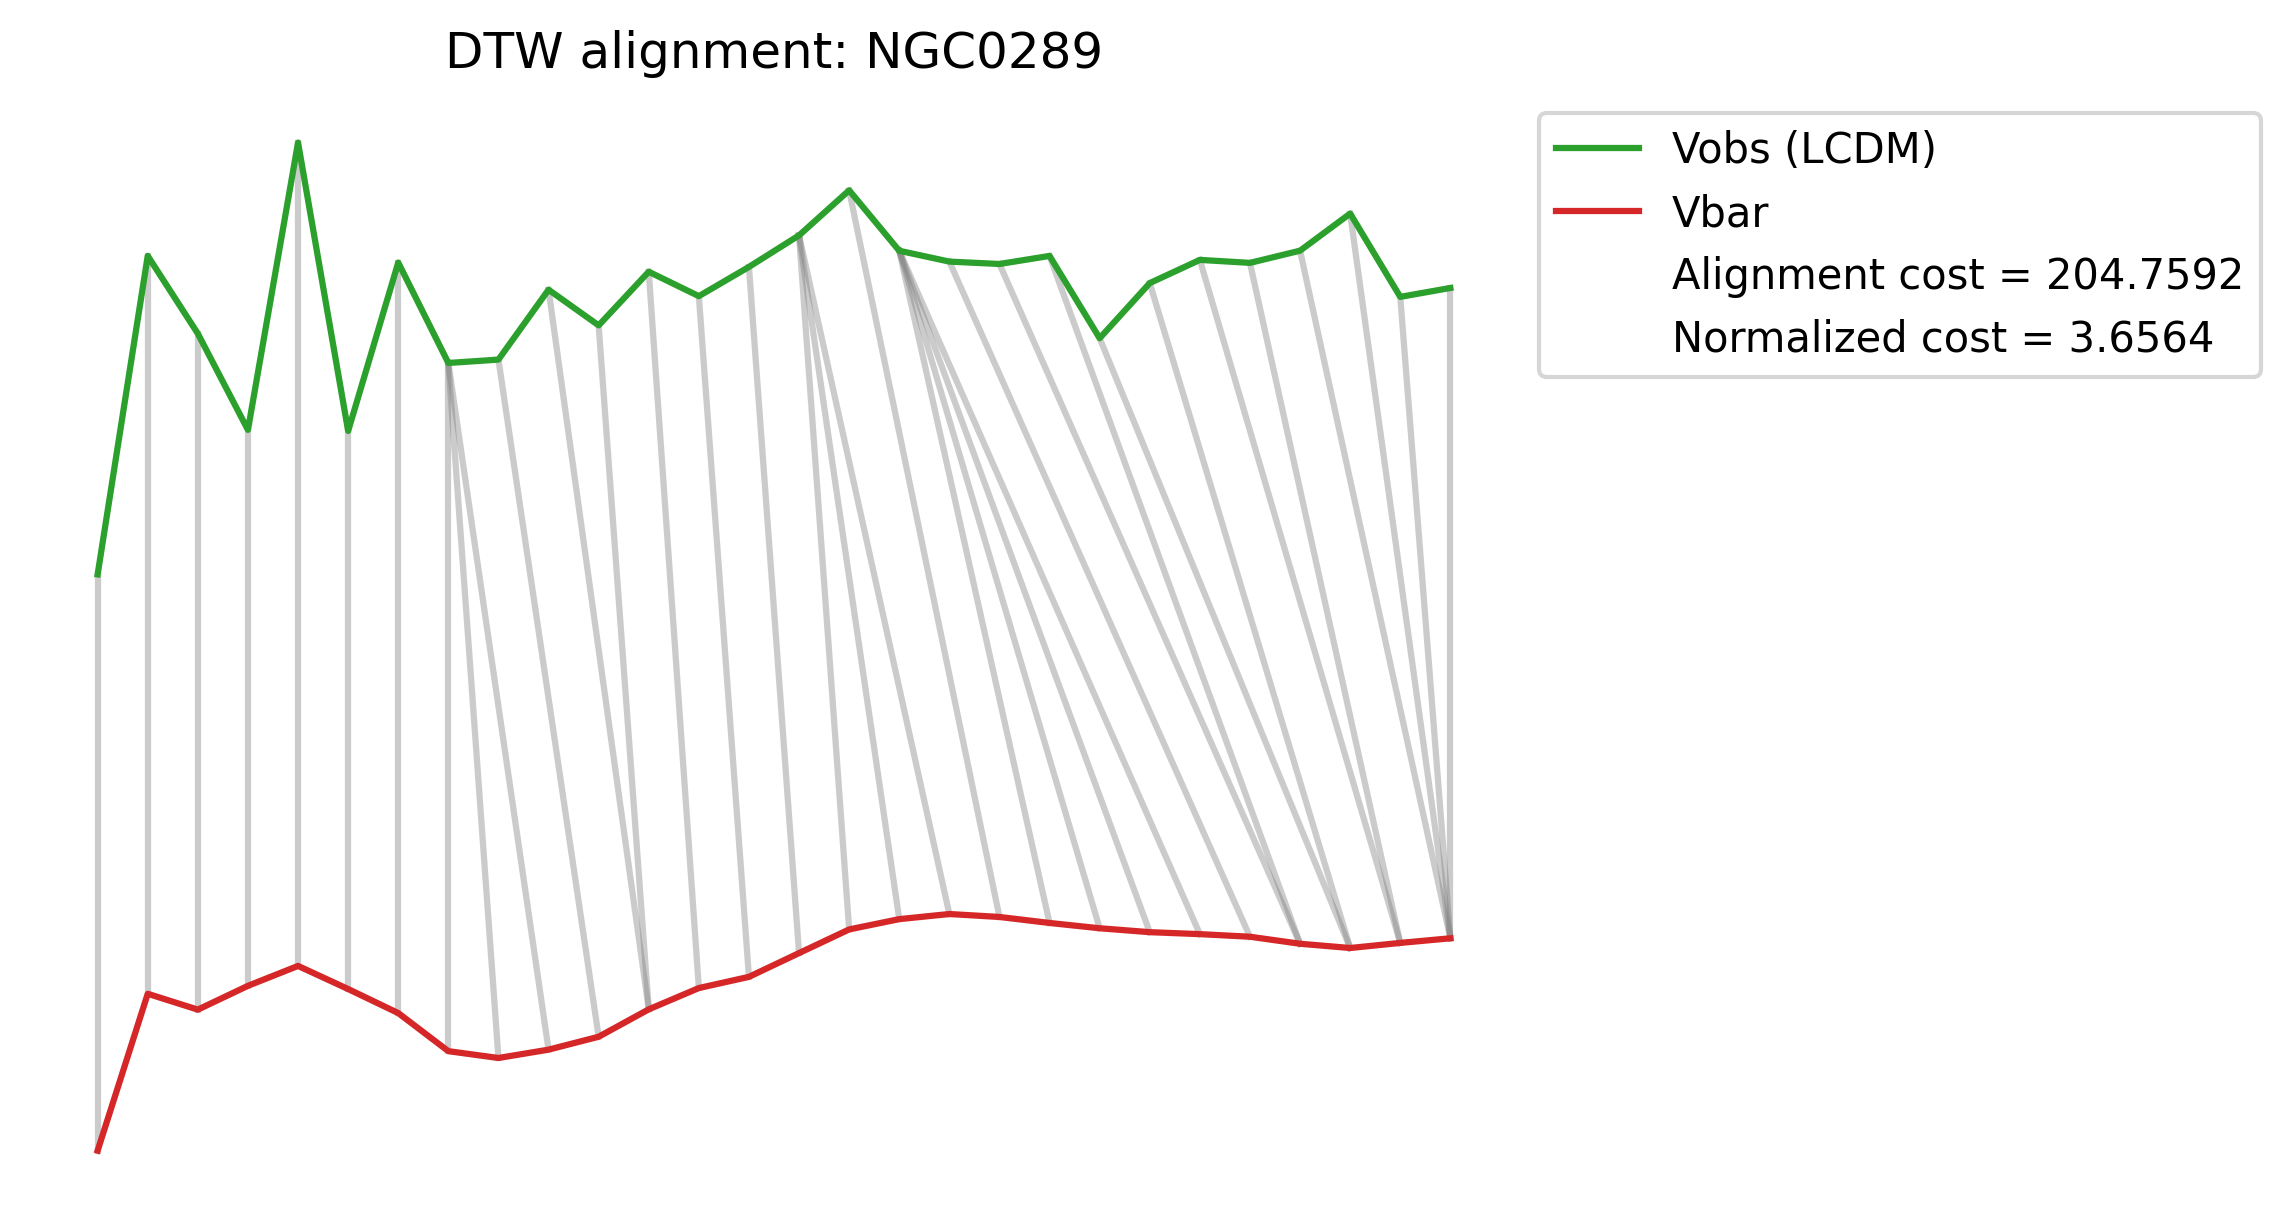 DTW alignment: NGC0289
Vobs (LCDM)
Vbar
Alignment cost = 204.7592
Normalized cost = 3.6564